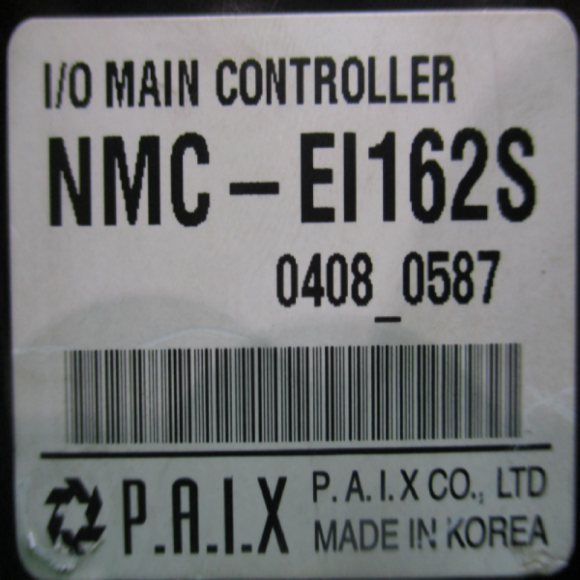 I/O MAIN CONTROLLER
NMC-EI162S
0408_0587
P.A.I.X
P.A.I.X CO., LTD
MADE IN KOREA